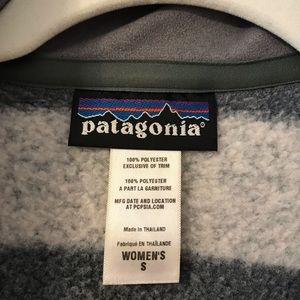 patagonia®
100% POLYESTER
EXCLUSIVE OF TRIM
100% POLYESTER
A PART LA GARNITURE
MFG DATE AND LOCATION
AT PCPSIA.COM
MADE IN THAILAND
Fabriqué EN THAÏLANDE
WOMEN'S
S